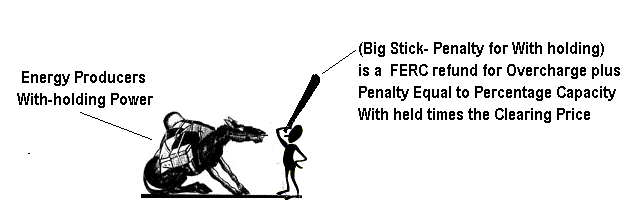 Energy Producers
With-holding Power
(Big Stick- Penalty for With holding)
is a FERC refund for Overcharge plus
Penalty Equal to Percentage Capacity
With held times the Clearing Price